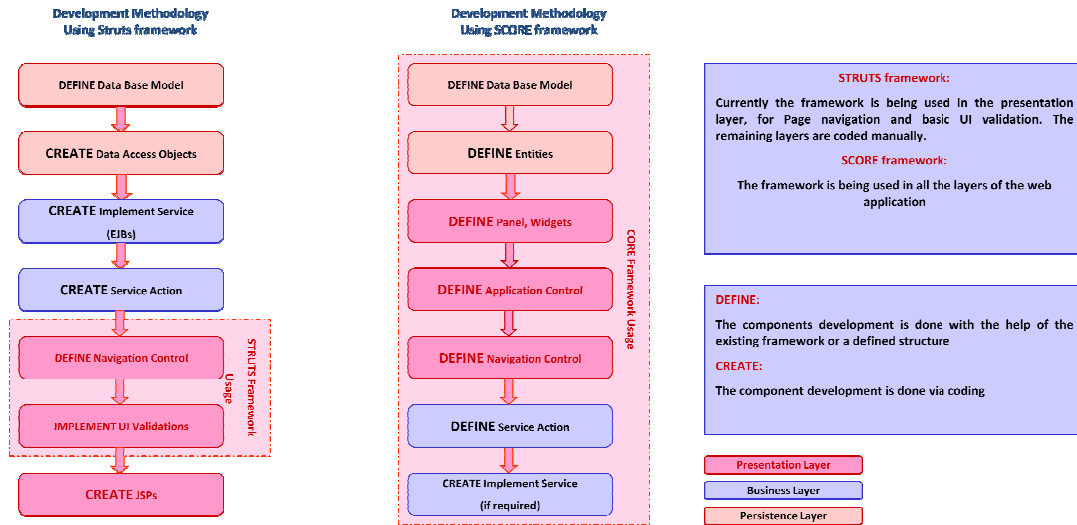 Development Methodology
Using Struts framework
DEFINE Data Base Model
CREATE Data Access Objects
CREATE Implement Service
(EJBs)
CREATE Service Action
DEFINE Navigation Control
IMPLEMENT UI Validations
STRUTS Framework
Usage
CREATE JSPs
Development Methodology
Using SCORE framework
DEFINE Data Base Model
DEFINE Entities
DEFINE Panel, Widgets
DEFINE Application Control
DEFINE Navigation Control
DEFINE Service Action
CREATE Implement Service
(if required)
CORE Framework Usage
STRUTS framework:
Currently the framework is being used in the presentation
layer, for Page navigation and basic UI validation. The
remaining layers are coded manually.
SCORE framework:
The framework is being used in all the layers of the web
application
DEFINE:
The components development is done with the help of the
existing framework or a defined structure
CREATE:
The component development is done via coding
Presentation Layer
Business Layer
Persistence Layer